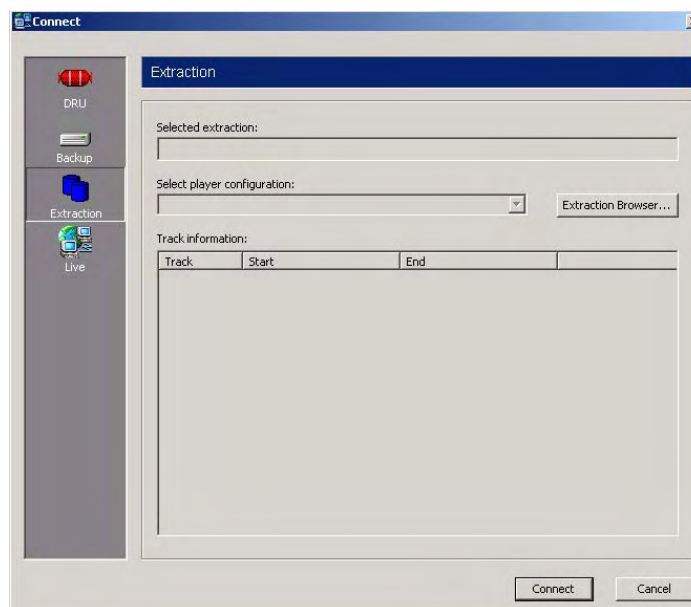 Connect
DRU
Backup
Extraction
Live
Extraction
Selected extraction:
Select player configuration:
Extraction Browser...
Track information:
Track Start End
Connect Cancel